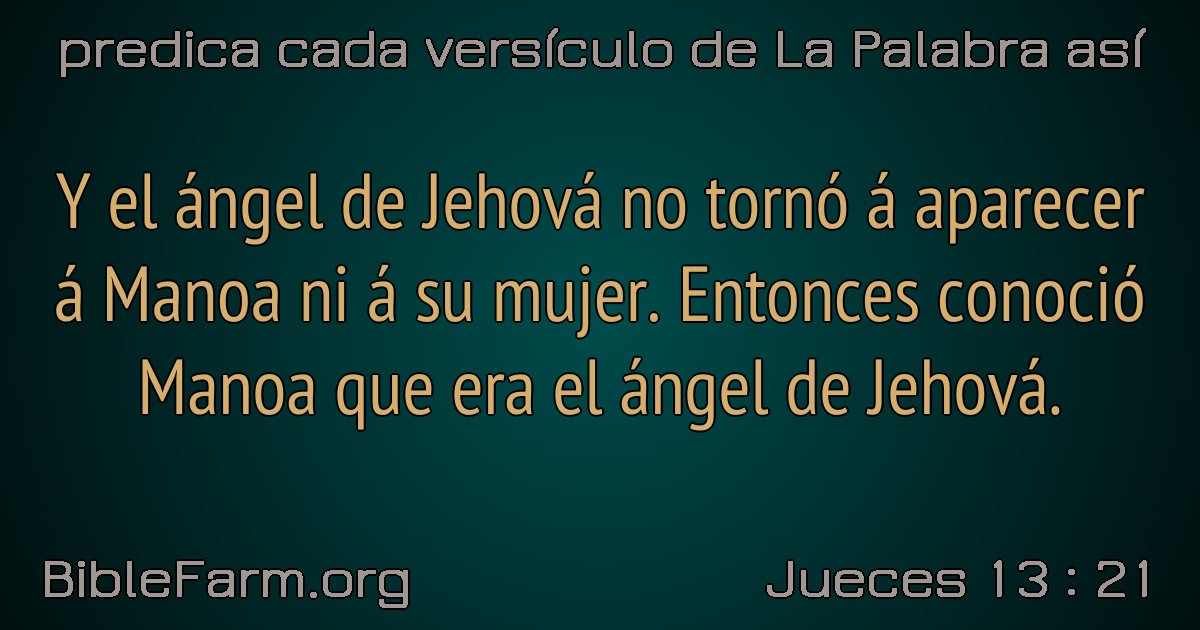 predica cada versículo de La Palabra así
Y el ángel de Jehová no tornó á aparecer
á Manoa ni á su mujer. Entonces conoció
Manoa que era el ángel de Jehová.
BibleFarm.org
Jueces 13 : 21